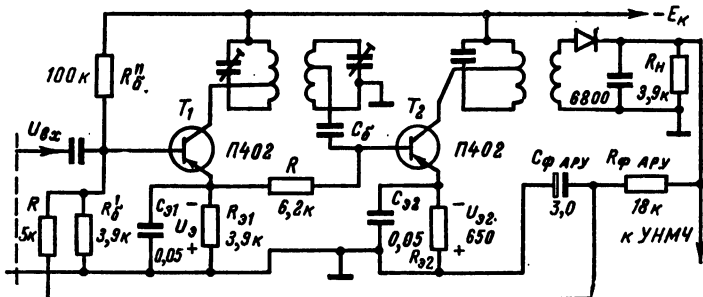 − Eк
100к
Rбⁿ.
T1
T2
Rн
3,9к
6800
Uвх
Cб
П402
П402
R
6,2к
Cф АРУ
3,0
Rф АРУ
18к
к УНМЧ
R
5к
Rб'
3,9к
Cэ1
0,05
−
Uэ
+
Rэ1
3,9к
Cэ2
0,05
−
Uэ2.
650
+
Rэ2